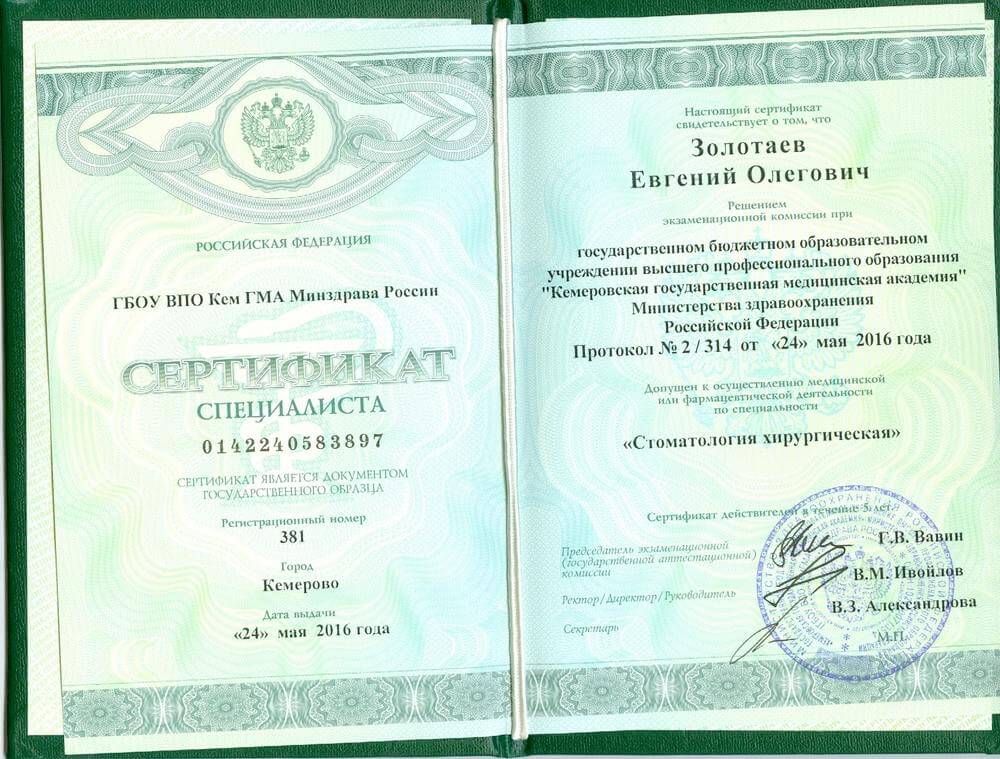 РОССИЙСКАЯ ФЕДЕРАЦИЯ
ГБОУ ВПО Кем ГМА Минздрава России
СЕРТИФИКАТ
СПЕЦИАЛИСТА
0142240583897
СЕРТИФИКАТ ЯВЛЯЕТСЯ ДОКУМЕНТОМ
ГОСУДАРСТВЕННОГО ОБРАЗЦА
Регистрационный номер
381
Город
Кемерово
Дата выдачи
«24» мая 2016 года
Настоящий сертификат
свидетельствует о том, что
Золотаев
Евгений Олегович
Решением
экзаменационной комиссии при
государственном бюджетном образовательном
учреждении высшего профессионального образования
"Кемеровская государственная медицинская академия"
Министерства здравоохранения
Российской Федерации
Протокол № 2 / 314 от «24» мая 2016 года
Допущен к осуществлению медицинской
или фармацевтической деятельности
по специальности
«Стоматология хирургическая»
Сертификат действителен в течение 5 лет.
Председатель экзаменационной
(государственной аттестационной)
комиссии
Г.В. Вавин
Ректор/Директор/Руководитель
В.М. Ивойлов
Секретарь
В.З. Александрова
М.П.